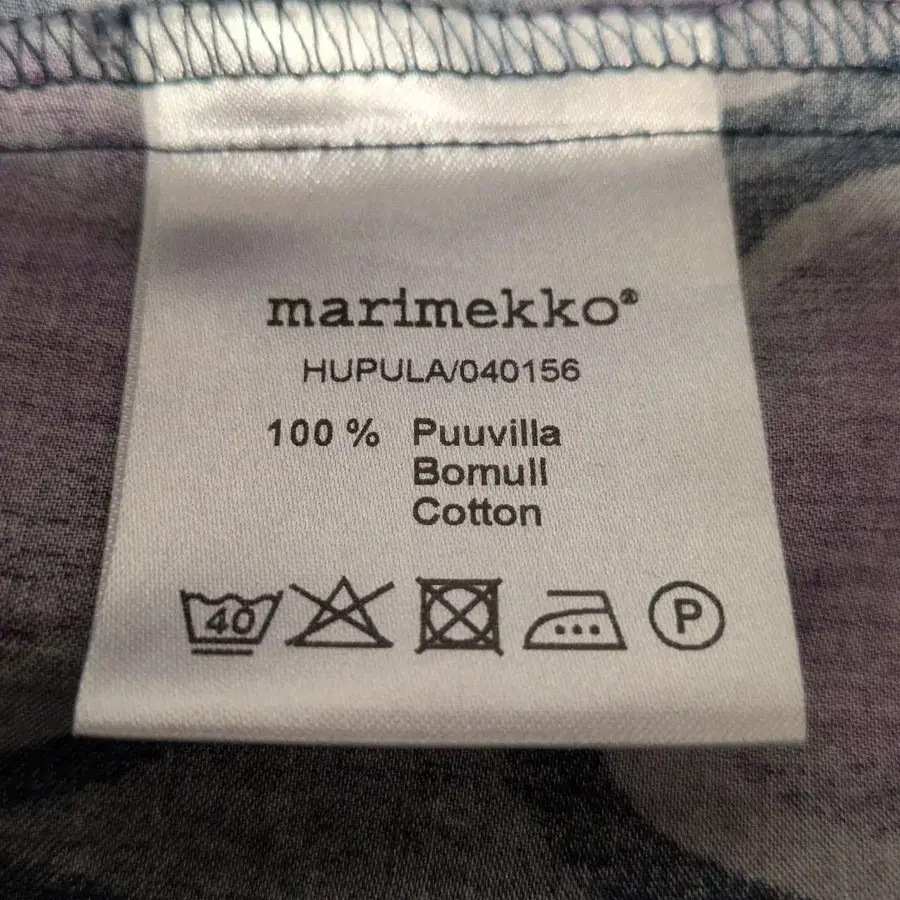 marimekko®
HUPULA/040156
100 % Puuvilla
Bomull
Cotton
40 P